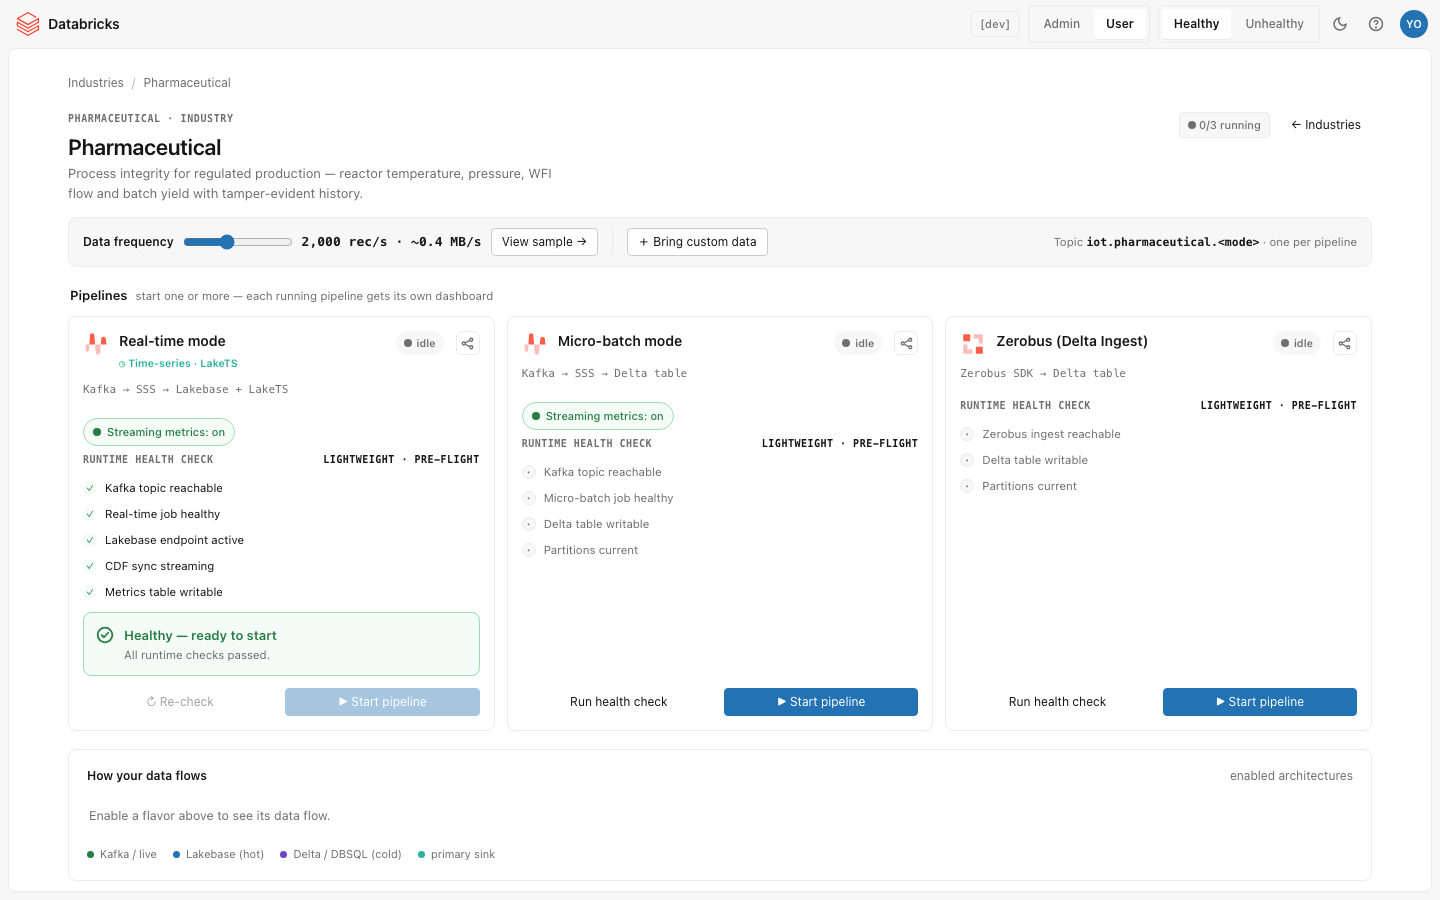 Databricks
[dev]
Admin
User
Healthy
Unhealthy
YO
Industries / Pharmaceutical
PHARMACEUTICAL · INDUSTRY
0/3 running
← Industries
Pharmaceutical
Process integrity for regulated production — reactor temperature, pressure, WFI
flow and batch yield with tamper-evident history.
Data frequency
2,000 rec/s · ~0.4 MB/s
View sample →
+ Bring custom data
Topic iot.pharmaceutical.<mode> · one per pipeline
Pipelines start one or more — each running pipeline gets its own dashboard
Real-time mode
idle
Time-series · LakeTS
Kafka → SSS → Lakebase + LakeTS
Streaming metrics: on
RUNTIME HEALTH CHECK
LIGHTWEIGHT · PRE-FLIGHT
Kafka topic reachable
Real-time job healthy
Lakebase endpoint active
CDF sync streaming
Metrics table writable
Healthy — ready to start
All runtime checks passed.
Re-check
Start pipeline
Micro-batch mode
idle
Kafka → SSS → Delta table
Streaming metrics: on
RUNTIME HEALTH CHECK
LIGHTWEIGHT · PRE-FLIGHT
Kafka topic reachable
Micro-batch job healthy
Delta table writable
Partitions current
Run health check
Start pipeline
Zerobus (Delta Ingest)
idle
Zerobus SDK → Delta table
RUNTIME HEALTH CHECK
LIGHTWEIGHT · PRE-FLIGHT
Zerobus ingest reachable
Delta table writable
Partitions current
Run health check
Start pipeline
How your data flows
enabled architectures
Enable a flavor above to see its data flow.
Kafka / live
Lakebase (hot)
Delta / DBSQL (cold)
primary sink